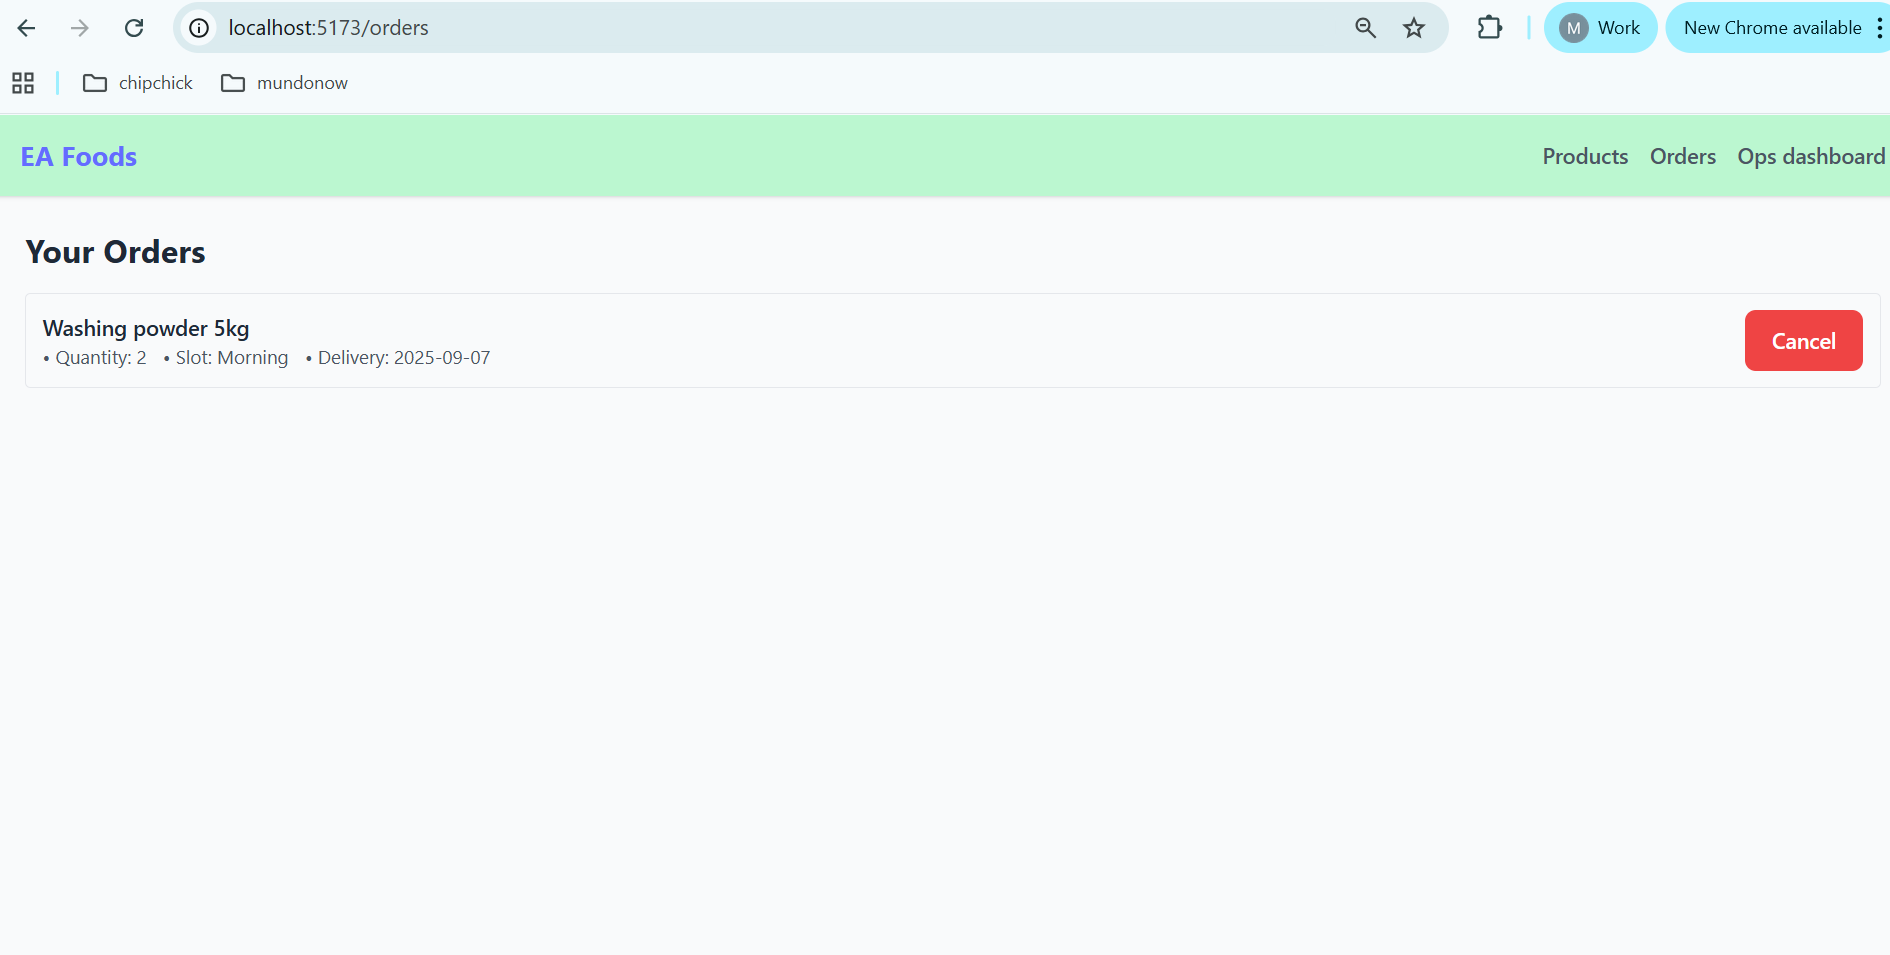 localhost:5173/orders
M Work New Chrome available
chipchick mundonow
EA Foods Products Orders Ops dashboard
Your Orders
Washing powder 5kg
• Quantity: 2 • Slot: Morning • Delivery: 2025-09-07
Cancel